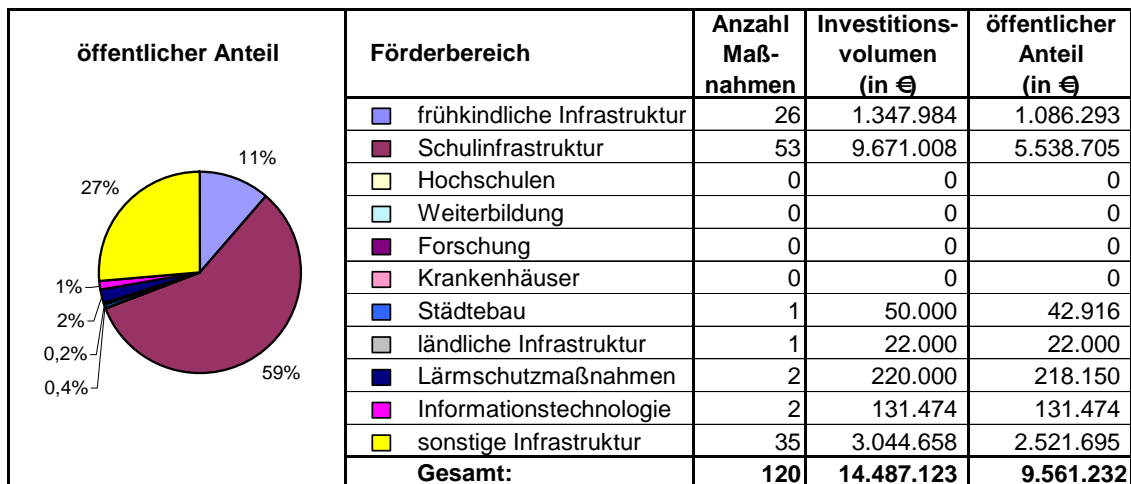 öffentlicher Anteil
11%
27%
1%
2%
0,2%
0,4%
59%
Förderbereich Anzahl Maß-nahmen Investitions-volumen (in €) öffentlicher Anteil (in €)
frühkindliche Infrastruktur 26 1.347.984 1.086.293
Schulinfrastruktur 53 9.671.008 5.538.705
Hochschulen 0 0 0
Weiterbildung 0 0 0
Forschung 0 0 0
Krankenhäuser 0 0 0
Städtebau 1 50.000 42.916
ländliche Infrastruktur 1 22.000 22.000
Lärmschutzmaßnahmen 2 220.000 218.150
Informationstechnologie 2 131.474 131.474
sonstige Infrastruktur 35 3.044.658 2.521.695
Gesamt: 120 14.487.123 9.561.232